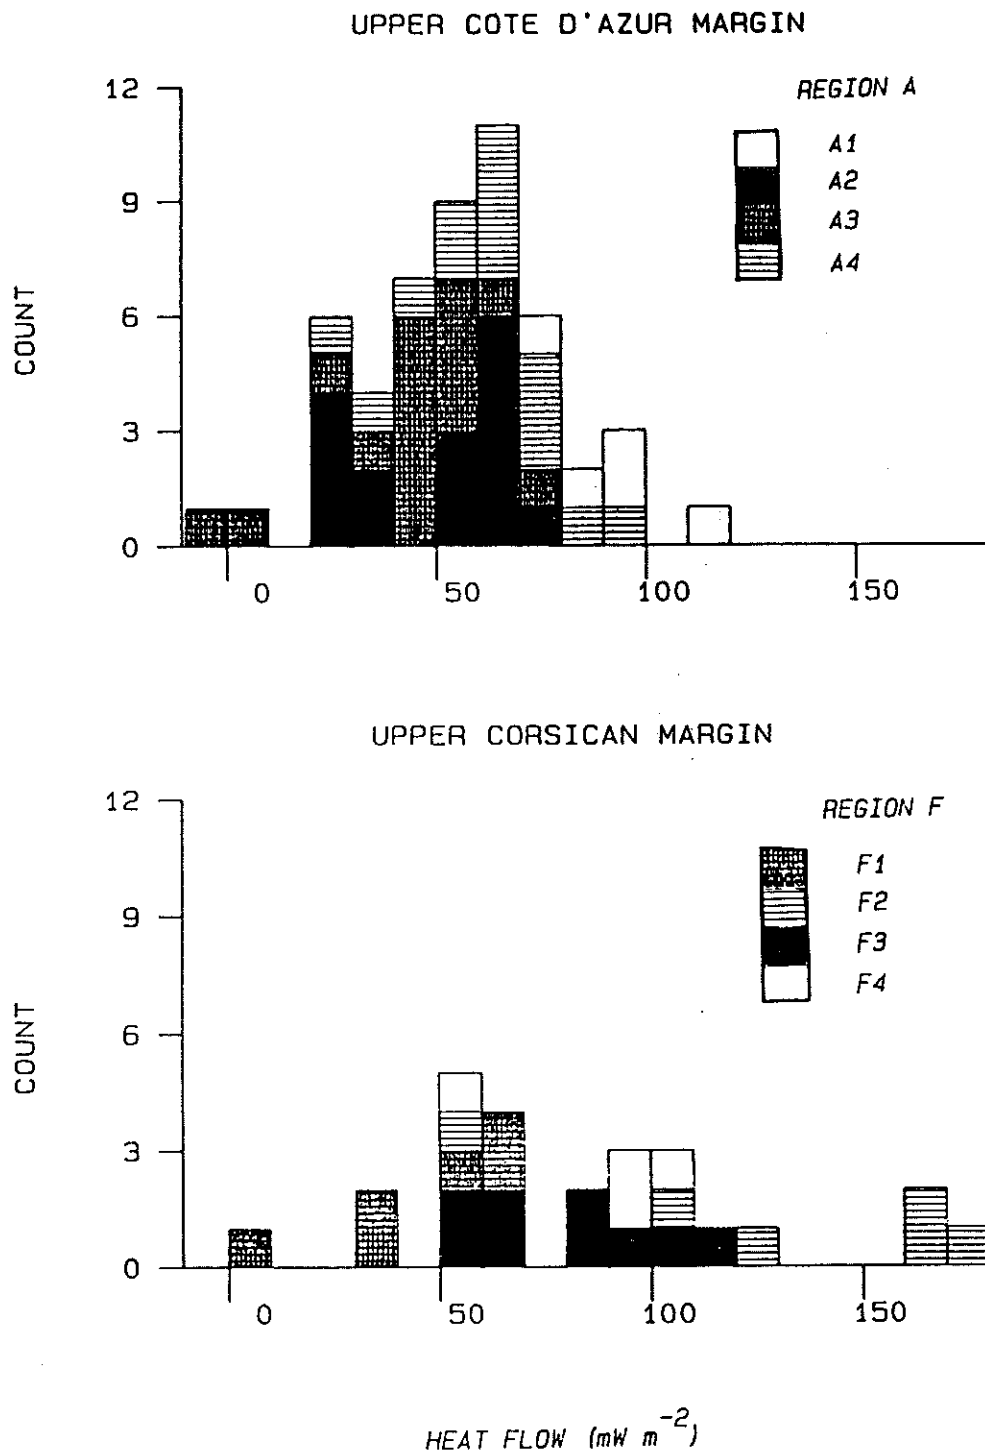 UPPER COTE D'AZUR MARGIN
REGION A
A1
A2
A3
A4
COUNT
12
9
6
3
0
0 50 100 150
UPPER CORSICAN MARGIN
REGION F
F1
F2
F3
F4
COUNT
12
9
6
3
0
0 50 100 150
HEAT FLOW (mW m⁻²)